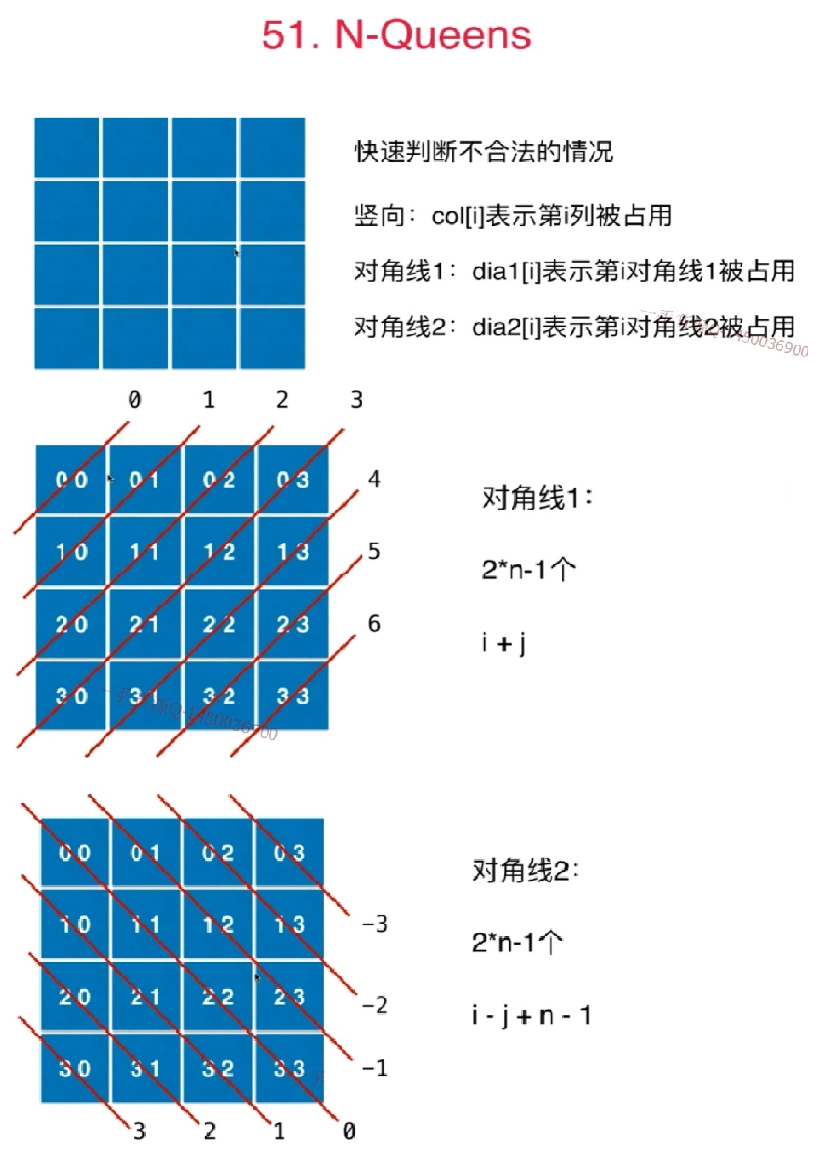 51. N-Queens
快速判断不合法的情况
竖向：col[i]表示第i列被占用
对角线1：dia1[i]表示第i对角线1被占用
对角线2：dia2[i]表示第i对角线2被占用
0 1 2 3
0 0 0 1 0 2 0 3
4
1 0 1 1 1 2 1 3
5
2 0 2 1 2 2 2 3
6
3 0 3 1 3 2 3 3
对角线1：
2*n-1个
i + j
0 0 0 1 0 2 0 3
1 0 1 1 1 2 1 3
-3
2 0 2 1 2 2 2 3
-2
3 0 3 1 3 2 3 3
-1
3 2 1 0
对角线2：
2*n-1个
i - j + n - 1